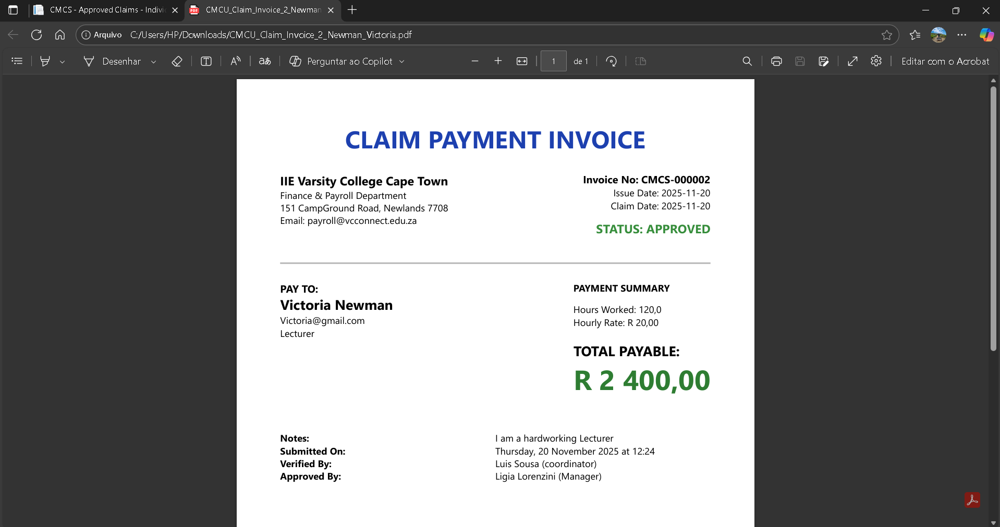 CMCS - Approved Claims - Indivi
CMCU_Claim_Invoice_2_Newman
Arquivo
C:/Users/HP/Downloads/CMCU_Claim_Invoice_2_Newman_Victoria.pdf
Desenhar
Perguntar ao Copilot
1
de 1
Editar com o Acrobat
CLAIM PAYMENT INVOICE
IIE Varsity College Cape Town
Finance & Payroll Department
151 CampGround Road, Newlands 7708
Email: payroll@vcconnect.edu.za
Invoice No: CMCS-000002
Issue Date: 2025-11-20
Claim Date: 2025-11-20
STATUS: APPROVED
PAY TO:
Victoria Newman
Victoria@gmail.com
Lecturer
PAYMENT SUMMARY
Hours Worked: 120,0
Hourly Rate: R 20,00
TOTAL PAYABLE:
R 2 400,00
Notes: I am a hardworking Lecturer
Submitted On: Thursday, 20 November 2025 at 12:24
Verified By: Luis Sousa (coordinator)
Approved By: Ligia Lorenzini (Manager)